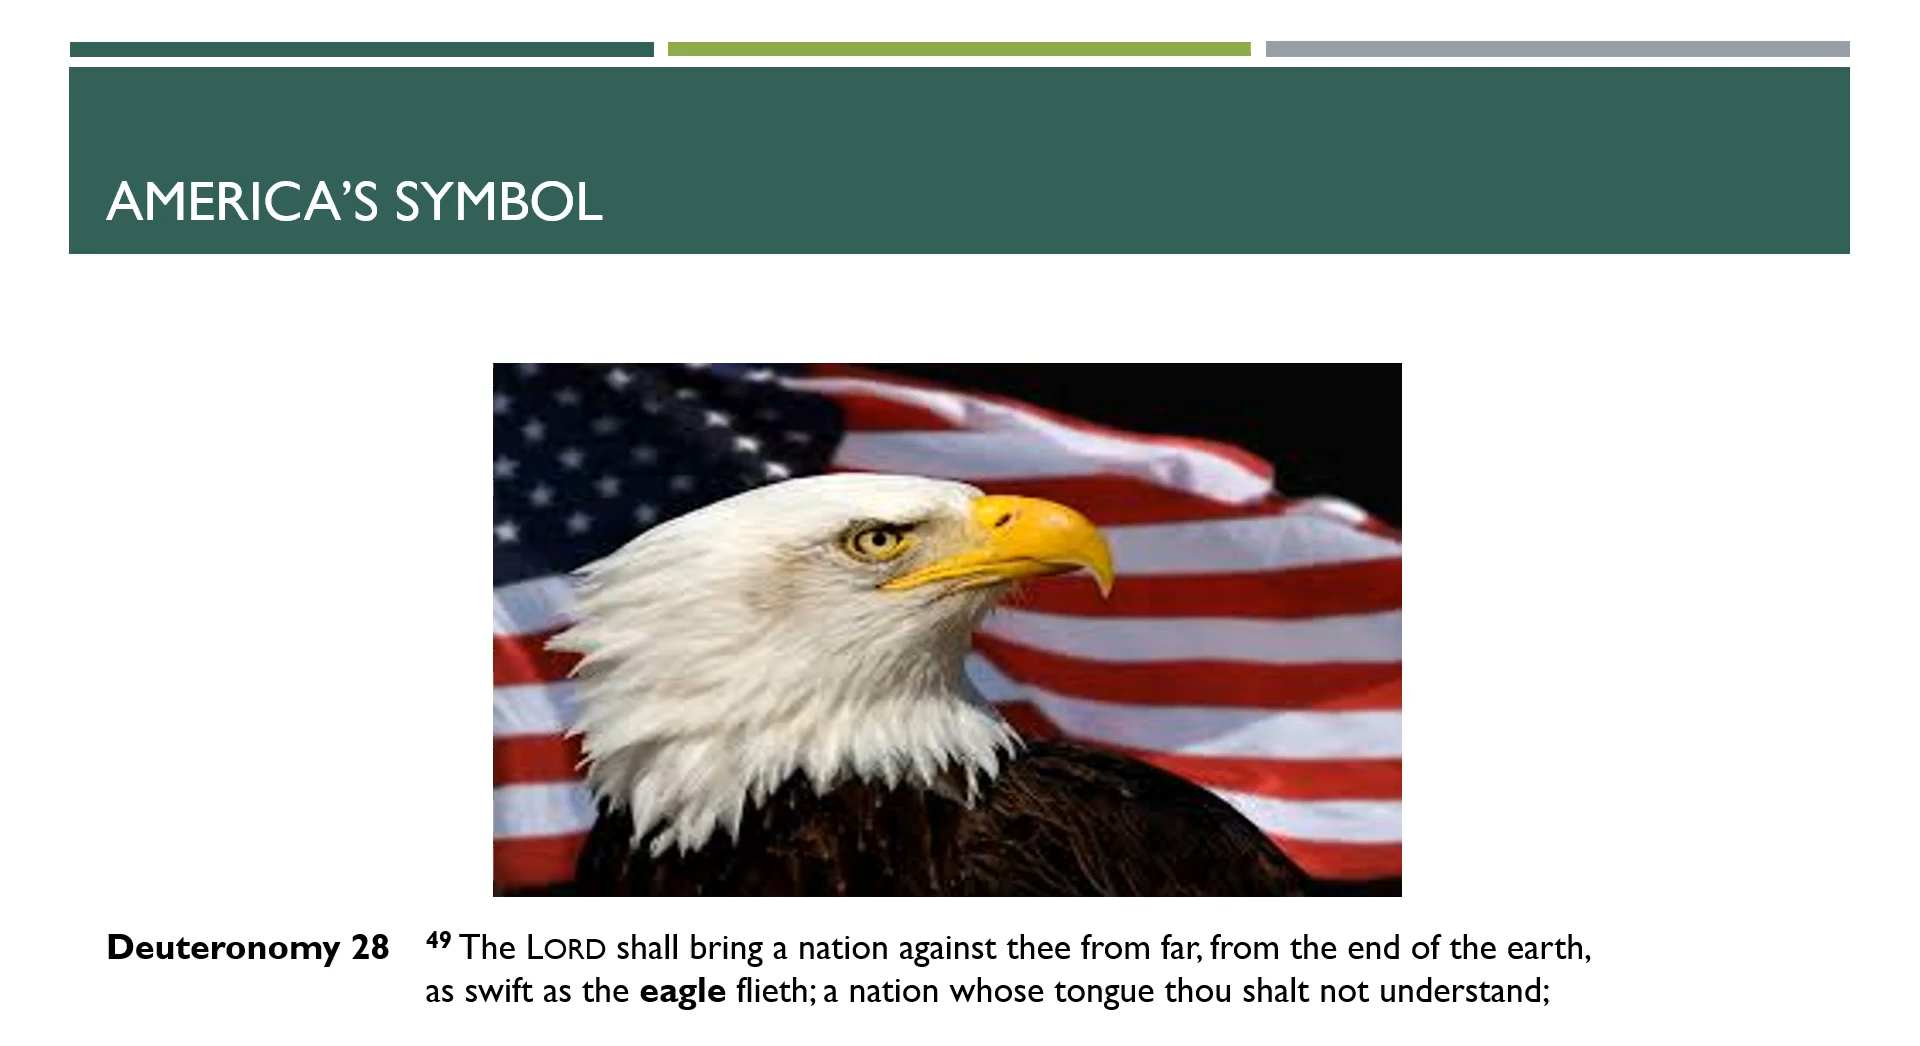 AMERICA’S SYMBOL
Deuteronomy 28 49 The LORD shall bring a nation against thee from far, from the end of the earth,
as swift as the eagle flieth; a nation whose tongue thou shalt not understand;